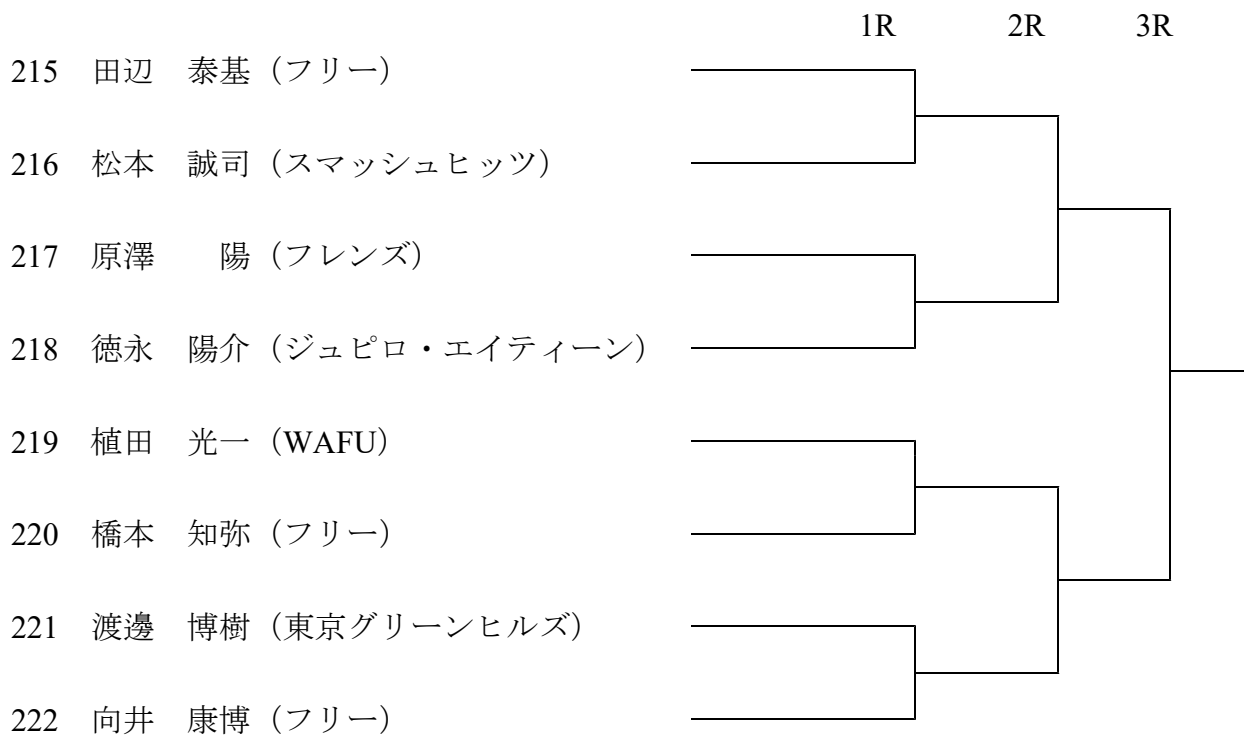 1R 2R 3R
215 田辺 泰基（フリー）
216 松本 誠司（スマッシュヒッツ）
217 原澤 陽（フレンズ）
218 徳永 陽介（ジュピロ・エイティーン）
219 植田 光一（WAFU）
220 橋本 知弥（フリー）
221 渡邊 博樹（東京グリーンヒルズ）
222 向井 康博（フリー）